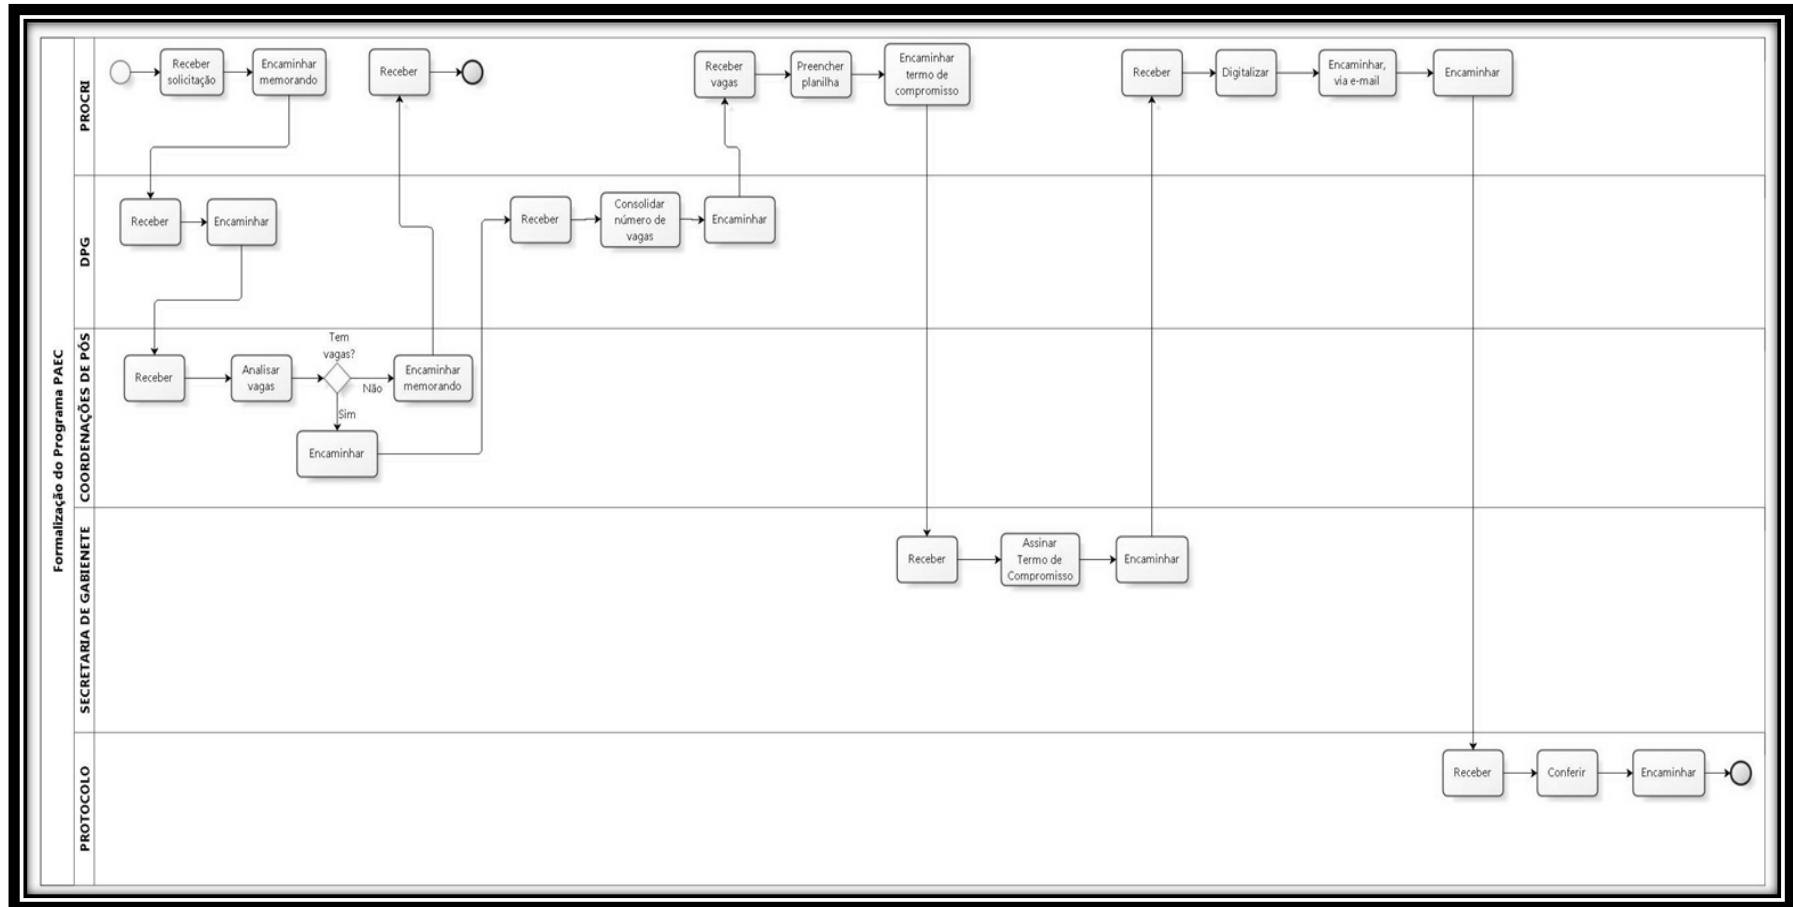 Formalização do Programa PAEC
PROCRI
Receber
solicitação
Encaminhar
memorando
Receber
Receber
vagas
Preencher
planilha
Encaminhar
termo de
compromisso
Receber
Digitalizar
Encaminhar,
via e-mail
Encaminhar
DPG
Receber
Encaminhar
Receber
Consolidar
número de
vagas
Encaminhar
COORDENAÇÕES DE PÓS
Receber
Analisar
vagas
Tem
vagas?
Não
Encaminhar
memorando
Sim
Encaminhar
SECRETARIA DE GABIENETE
Receber
Assinar
Termo de
Compromisso
Encaminhar
PROTOCOLO
Receber
Conferir
Encaminhar